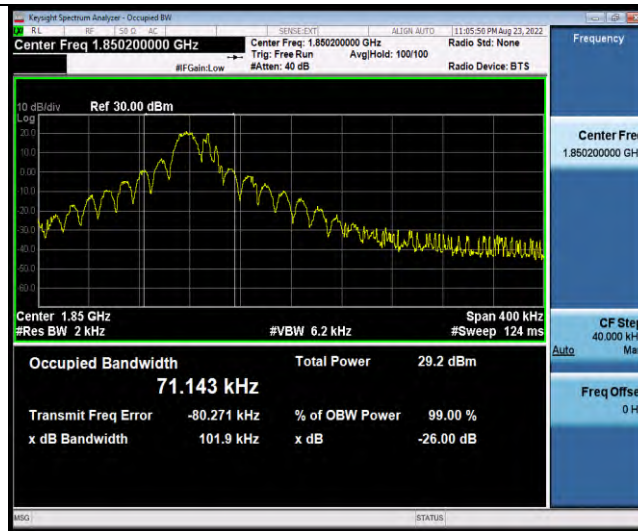 Keysight Spectrum Analyzer - Occupied BW
RL RF 50 Ω AC SENSE:EXT ALIGN AUTO 11:05:50 PM Aug 23, 2022
Center Freq 1.850200000 GHz
Center Freq: 1.850200000 GHz Radio Std: None
Trig: Free Run Avg|Hold: 100/100
#IFGain:Low #Atten: 40 dB Radio Device: BTS
Frequency
10 dB/div Ref 30.00 dBm
Log
20.0
10.0
0.00
-10.0
-20.0
-30.0
-40.0
-50.0
-60.0
Center Fre
1.850200000 GH
Center 1.85 GHz Span 400 kHz
#Res BW 2 kHz #VBW 6.2 kHz #Sweep 124 ms
CF Ste
40.000 kH
Auto Ma
Occupied Bandwidth Total Power 29.2 dBm
71.143 kHz
Transmit Freq Error -80.271 kHz % of OBW Power 99.00 %
x dB Bandwidth 101.9 kHz x dB -26.00 dB
Freq Offse
0 H
MSG STATUS